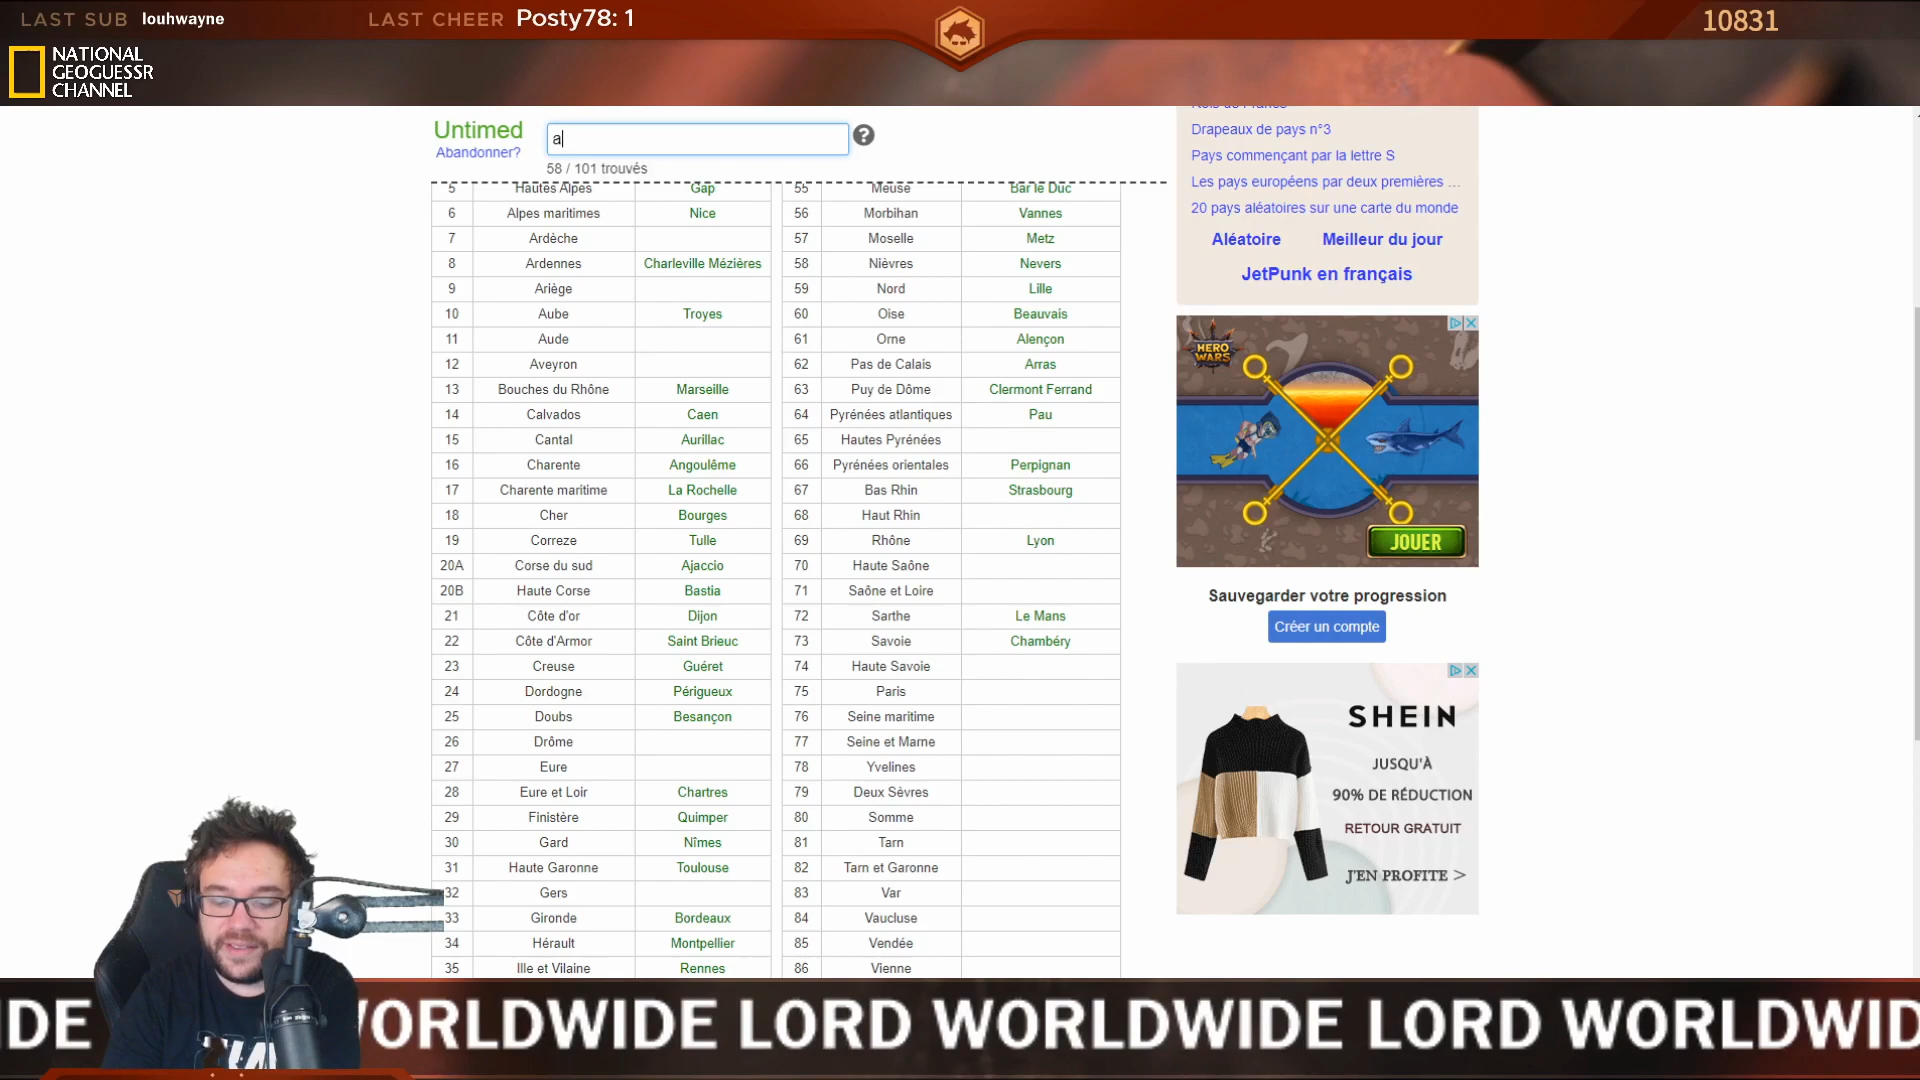 LAST SUB louhwayne LAST CHEER Posty78: 1 10831
NATIONAL
GEOGUESSR
CHANNEL
Untimed
Abandonner?
a
?
58 / 101 trouvés
5 Hautes Alpes Gap 55 Meuse Bar le Duc
6 Alpes maritimes Nice 56 Morbihan Vannes
7 Ardèche 57 Moselle Metz
8 Ardennes Charleville Mézières 58 Nièvres Nevers
9 Ariège 59 Nord Lille
10 Aube Troyes 60 Oise Beauvais
11 Aude 61 Orne Alençon
12 Aveyron 62 Pas de Calais Arras
13 Bouches du Rhône Marseille 63 Puy de Dôme Clermont Ferrand
14 Calvados Caen 64 Pyrénées atlantiques Pau
15 Cantal Aurillac 65 Hautes Pyrénées
16 Charente Angoulême 66 Pyrénées orientales Perpignan
17 Charente maritime La Rochelle 67 Bas Rhin Strasbourg
18 Cher Bourges 68 Haut Rhin
19 Correze Tulle 69 Rhône Lyon
20A Corse du sud Ajaccio 70 Haute Saône
20B Haute Corse Bastia 71 Saône et Loire
21 Côte d'or Dijon 72 Sarthe Le Mans
22 Côte d'Armor Saint Brieuc 73 Savoie Chambéry
23 Creuse Guéret 74 Haute Savoie
24 Dordogne Périgueux 75 Paris
25 Doubs Besançon 76 Seine maritime
26 Drôme 77 Seine et Marne
27 Eure 78 Yvelines
28 Eure et Loir Chartres 79 Deux Sèvres
29 Finistère Quimper 80 Somme
30 Gard Nîmes 81 Tarn
31 Haute Garonne Toulouse 82 Tarn et Garonne
32 Gers 83 Var
33 Gironde Bordeaux 84 Vaucluse
34 Hérault Montpellier 85 Vendée
35 Ille et Vilaine Rennes 86 Vienne
Drapeaux de pays n°3
Pays commençant par la lettre S
Les pays européens par deux premières ...
20 pays aléatoires sur une carte du monde
Aléatoire Meilleur du jour
JetPunk en français
HERO
WARS
JOUER
Sauvegarder votre progression
Créer un compte
SHEIN
JUSQU'À
90% DE RÉDUCTION
RETOUR GRATUIT
J'EN PROFITE >
IDE WORLDWIDE LORD WORLDWIDE LORD WORLDWID